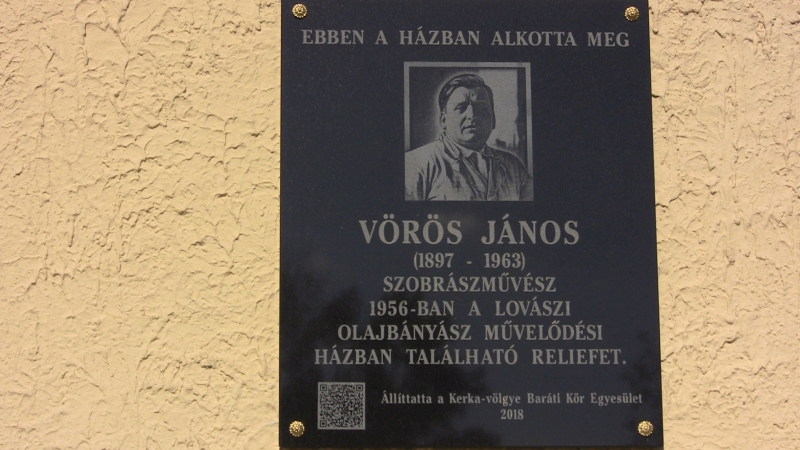 EBBEN A HÁZBAN ALKOTTA MEG
VÖRÖS JÁNOS
(1897 - 1963)
SZOBRÁSZMŰVÉSZ
1956-BAN A LOVÁSZI
OLAJBÁNYÁSZ MŰVELŐDÉSI
HÁZBAN TALÁLHATÓ RELIEFET.
Állíttatta a Kerka-völgye Baráti Kör Egyesület
2018